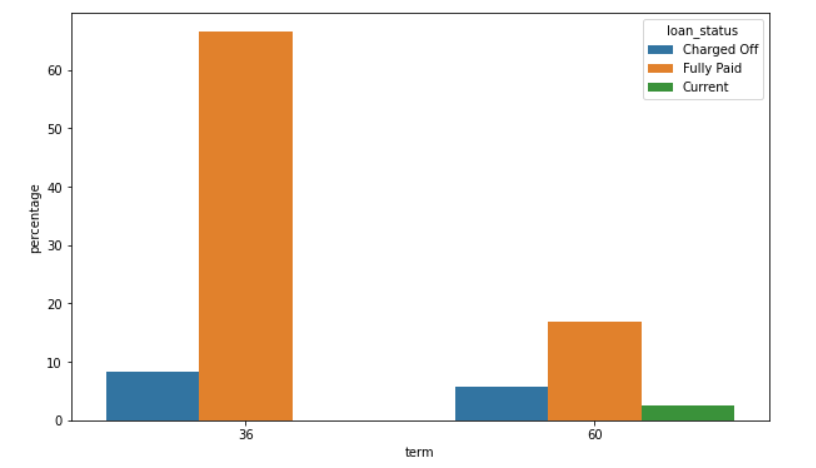 loan_status
Charged Off
Fully Paid
Current
percentage
60
50
40
30
20
10
0
36
60
term